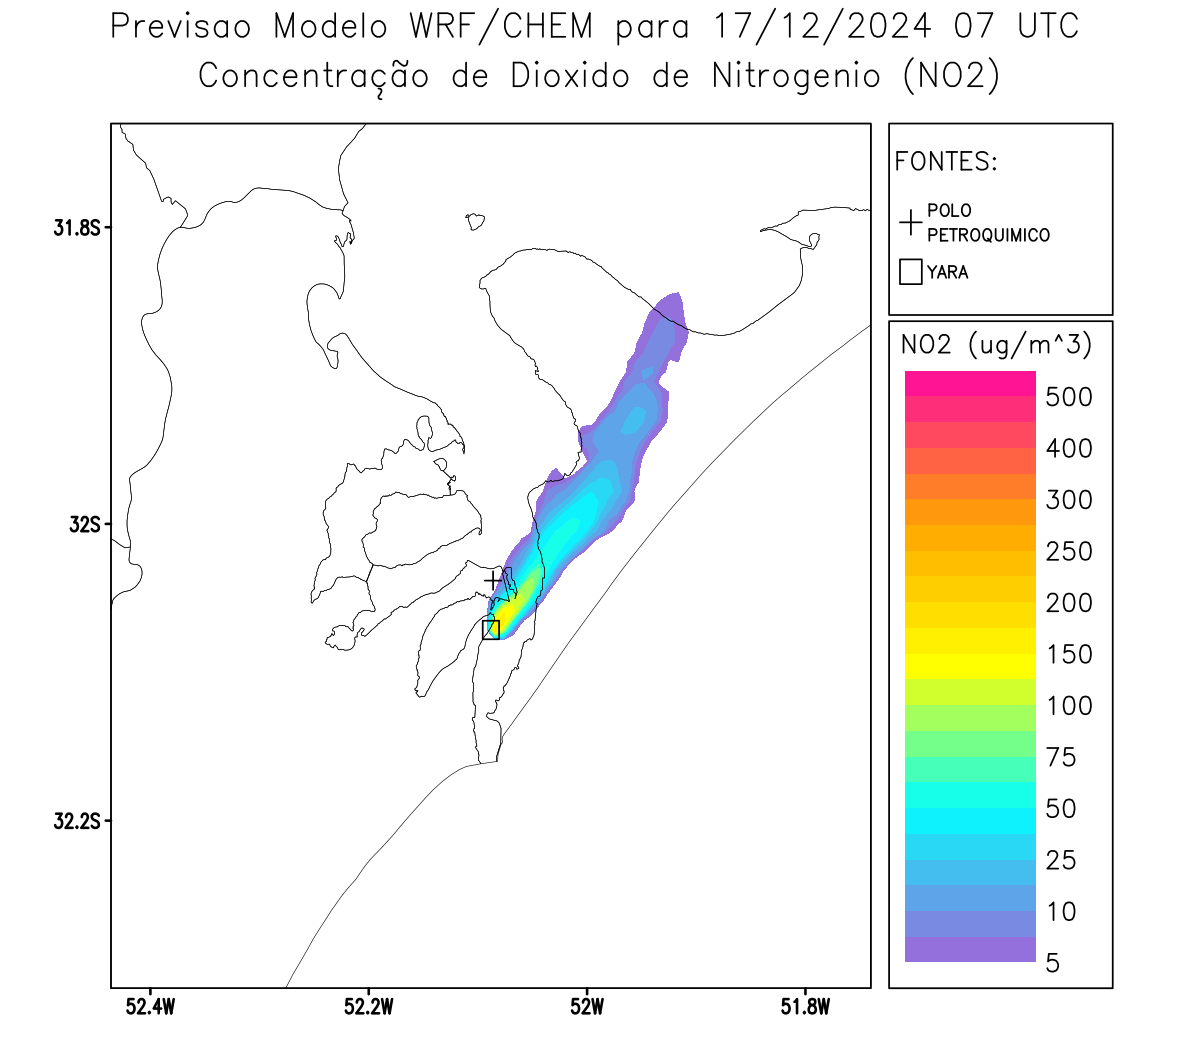 Previsao Modelo WRF/CHEM para 17/12/2024 07 UTC
Concentração de Dioxido de Nitrogenio (NO2)
FONTES:
POLO
PETROQUIMICO
YARA
NO2 (ug/m^3)
500
400
300
250
200
150
100
75
50
25
10
5
31.8S
32S
32.2S
52.4W
52.2W
52W
51.8W